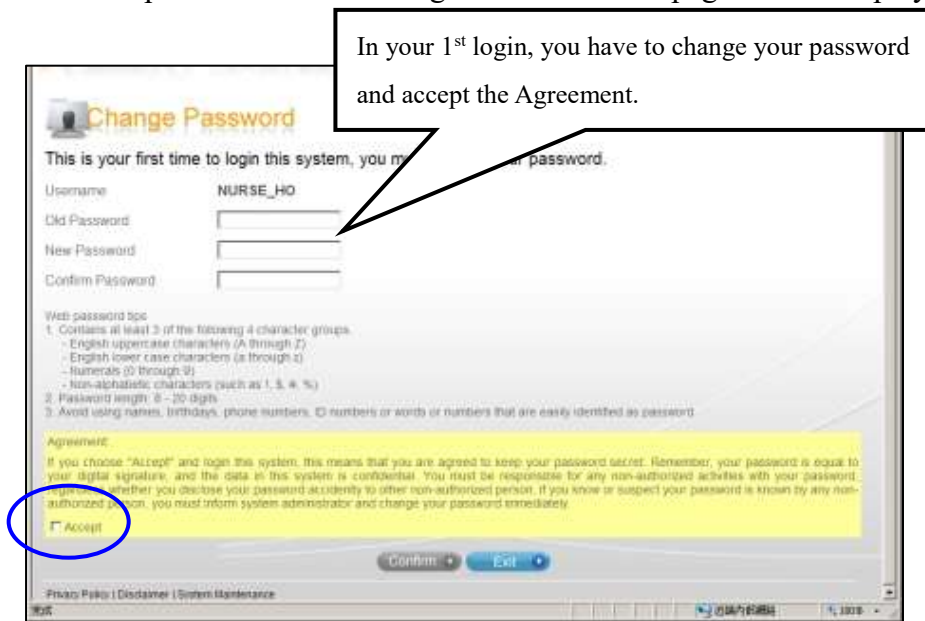 In your 1st login, you have to change your password
and accept the Agreement.
Change Password
This is your first time to login this system, you m password.
Username NURSE_HO
Old Password
New Password
Confirm Password
Web password tips
1. Contains at least 3 of the following 4 character groups.
- English uppercase characters (A through Z)
- English lower case characters (a through z)
- Numerals (0 through 9)
- Non-alphabetic characters (such as !, $, #, %)
2. Password length: 8 - 20 digits
3. Avoid using names, birthdays, phone numbers, ID numbers or words or numbers that are easily identified as password
Agreement:
If you choose "Accept" and login this system, this means that you are agreed to keep your password secret. Remember, your password is equal to
your digital signature, and the data in this system is confidential. You must be responsible for any non-authorized activities with your password,
regardless whether you disclose your password accidently to other non-authorized person. If you know or suspect your password is known by any non-
authorized person, you must inform system administrator and change your password immediately.
Accept
Confirm Exit
Privacy Policy | Disclaimer | System Maintenance
完成 100%